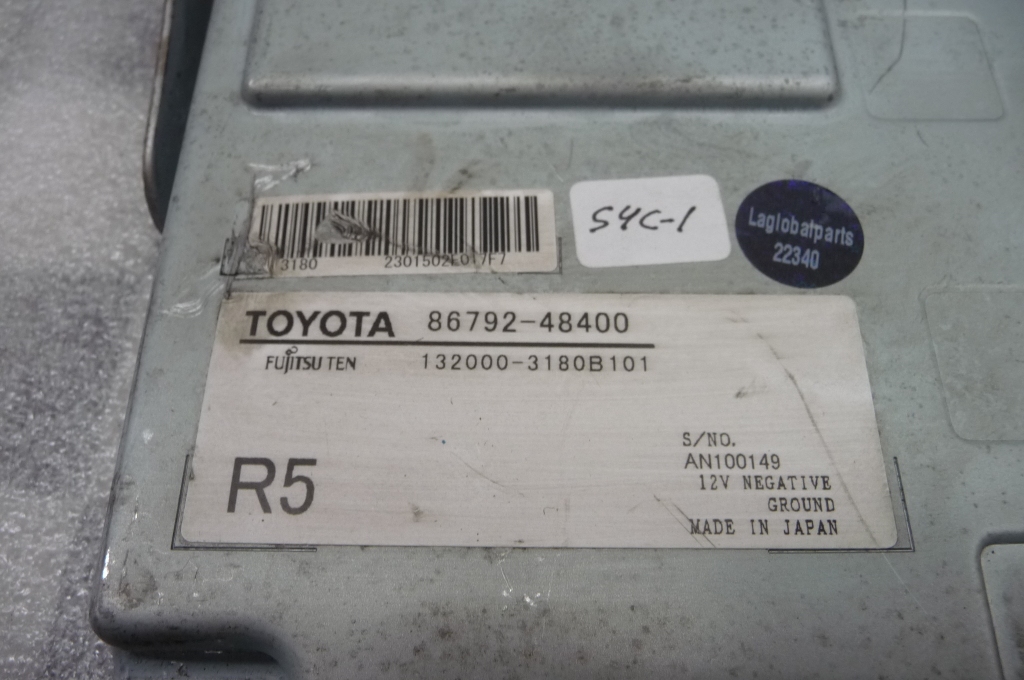 3180
S4C-1
Laglobalparts
22340
TOYOTA 86792-48400
FUJITSU TEN 132000-3180B101
R5
S/NO.
AN100149
12V NEGATIVE
GROUND
MADE IN JAPAN